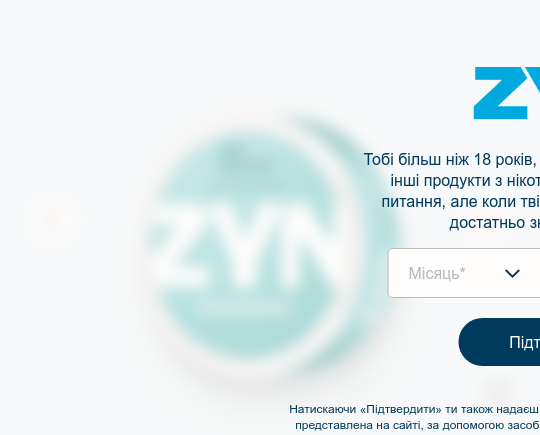 ZY
ZYN
Тобі більш ніж 18 років,
інші продукти з нікот
питання, але коли тві
достатньо зн
Місяць*
Підт
Натискаючи «Підтвердити» ти також надаєш
представлена на сайті, за допомогою засоб